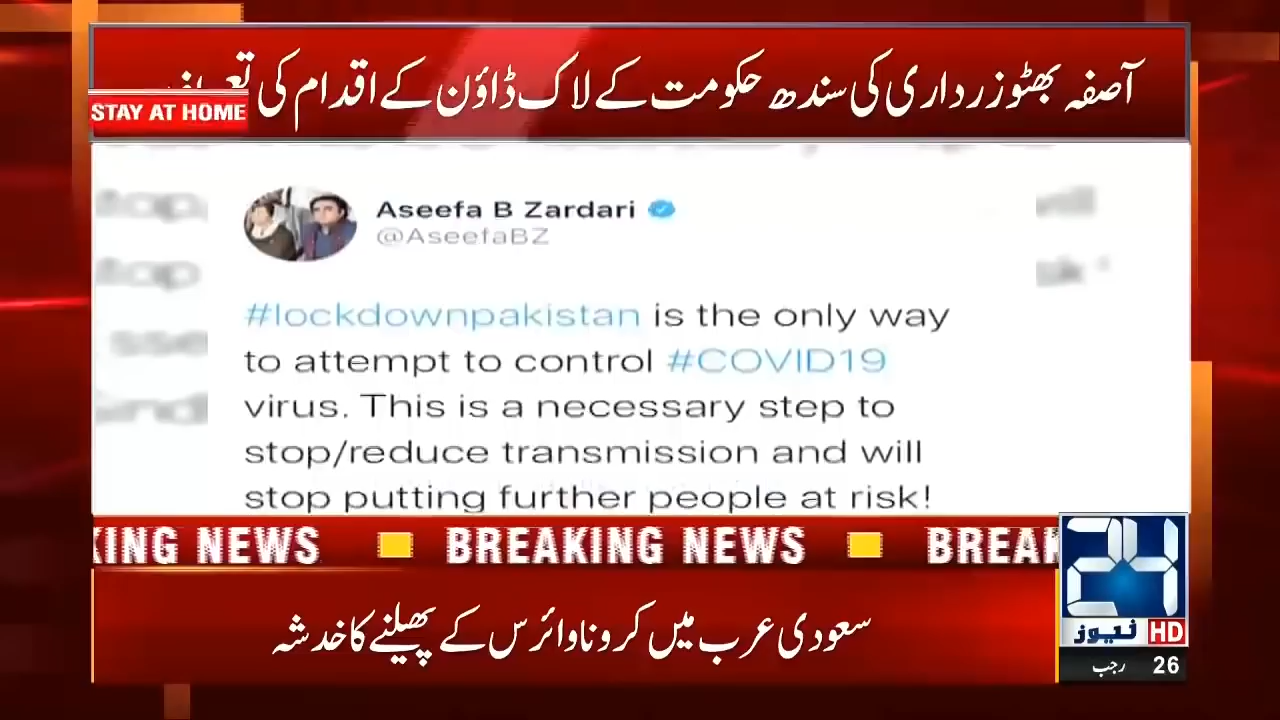 آصفہ بھٹو زرداری کی سندھ حکومت کے لاک ڈاؤن کے اقدام کی
STAY AT HOME
Aseefa B Zardari
@AseefaBZ
#lockdownpakistan is the only way
to attempt to control #COVID19
virus. This is a necessary step to
stop/reduce transmission and will
stop putting further people at risk!
KING NEWS BREAKING NEWS BREAK
سعودی عرب میں کرونا وائرس کے پھیلنے کا خدشہ
24
نیوز HD
26 رجب